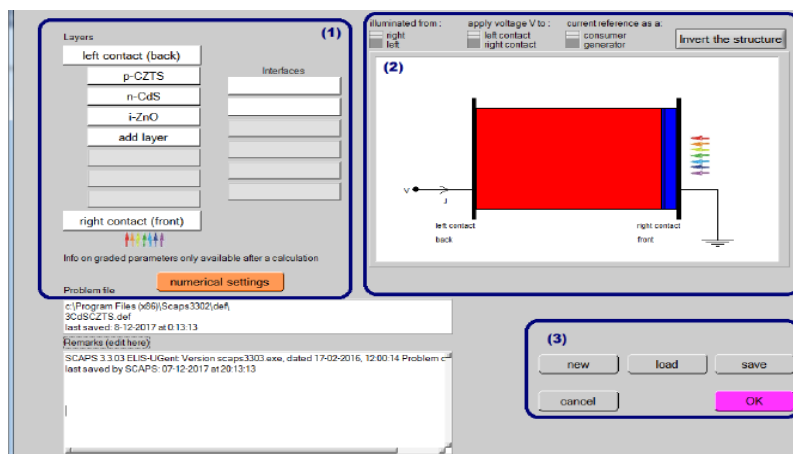 Layers
(1)
left contact (back)
Interfaces
p-CZTS
n-CdS
i-ZnO
add layer
right contact (front)
Info on graded parameters only available after a calculation
numerical settings
illuminated from :
right
left
apply voltage V to :
left contact
right contact
current reference as a:
consumer
generator
Invert the structure
(2)
V
J
left contact
back
right contact
front
Problem file
c:\Program Files (x86)\Scaps3302\def\
3CdSCZTS.def
last saved: 8-12-2017 at 0:13:13
Remarks (edit here)
SCAPS 3.3.03 ELIS-UGent: Version scaps3303.exe, dated 17-02-2016, 12:00:14 Problem c
last saved by SCAPS: 07-12-2017 at 20:13:13
(3)
new
load
save
cancel
OK